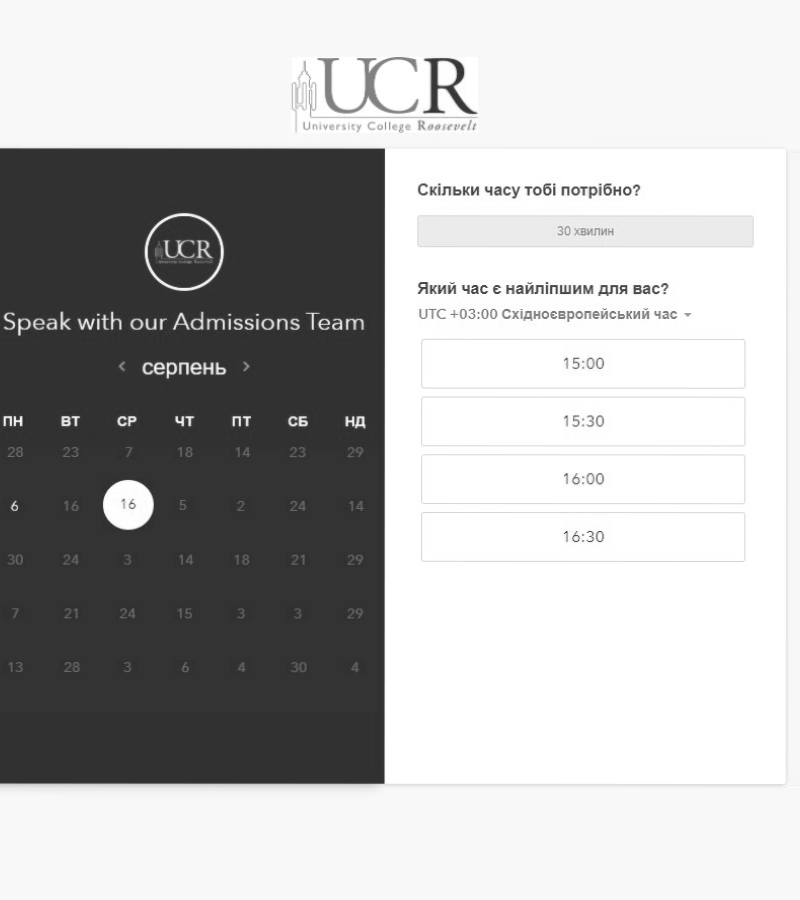 UCR
University College Roosevelt
UCR
Speak with our Admissions Team
< серпень >
ПН ВТ СР ЧТ ПТ СБ НД
28 23 7 18 14 23 29
6 16 16 5 2 24 14
30 24 3 14 18 21 29
7 21 24 15 3 3 29
13 28 3 6 4 30 4
Скільки часу тобі потрібно?
30 хвилин
Який час є найліпшим для вас?
UTC +03:00 Східноєвропейський час
15:00
15:30
16:00
16:30